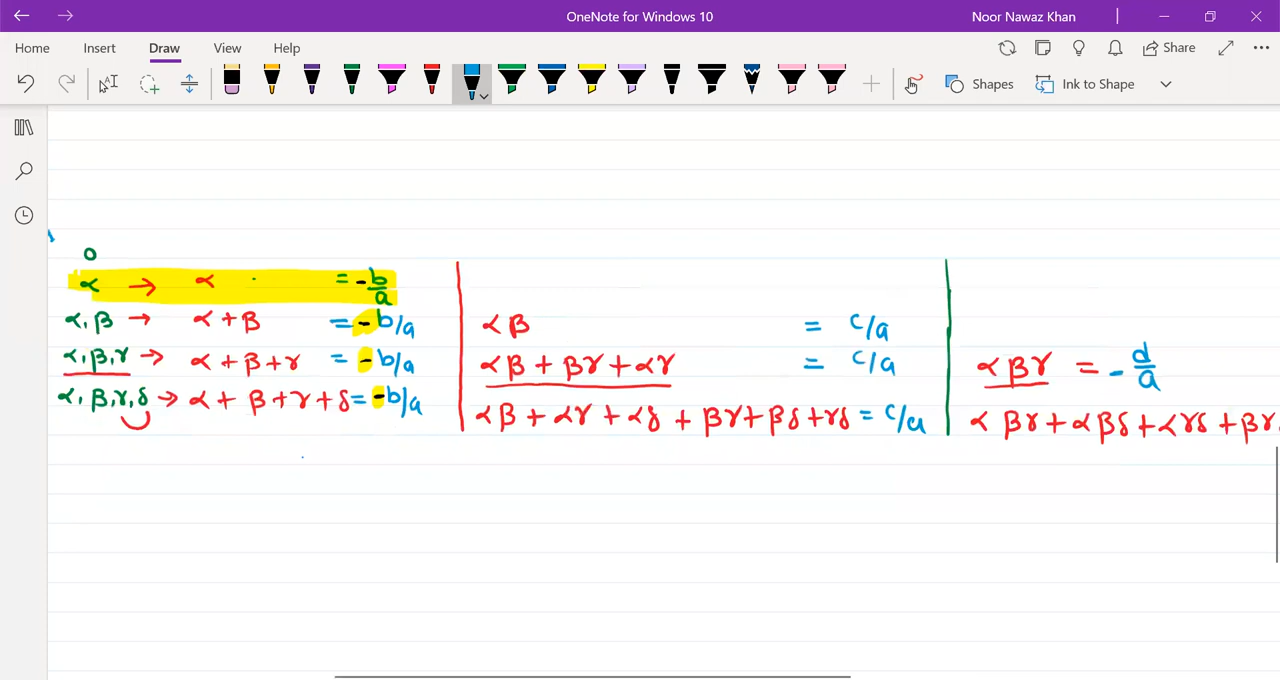 OneNote for Windows 10
Noor Nawaz Khan
Home Insert Draw View Help
Share
Shapes Ink to Shape
0
α → α = -b/a
α, β → α + β = -b/a
α, β, γ → α + β + γ = -b/a
α, β, γ, δ → α + β + γ + δ = -b/a
αβ = c/a
αβ + βγ + αγ = c/a
αβ + αγ + αδ + βγ + βδ + γδ = c/a
αβγ = -d/a
αβγ + αβδ + αγδ + βγ